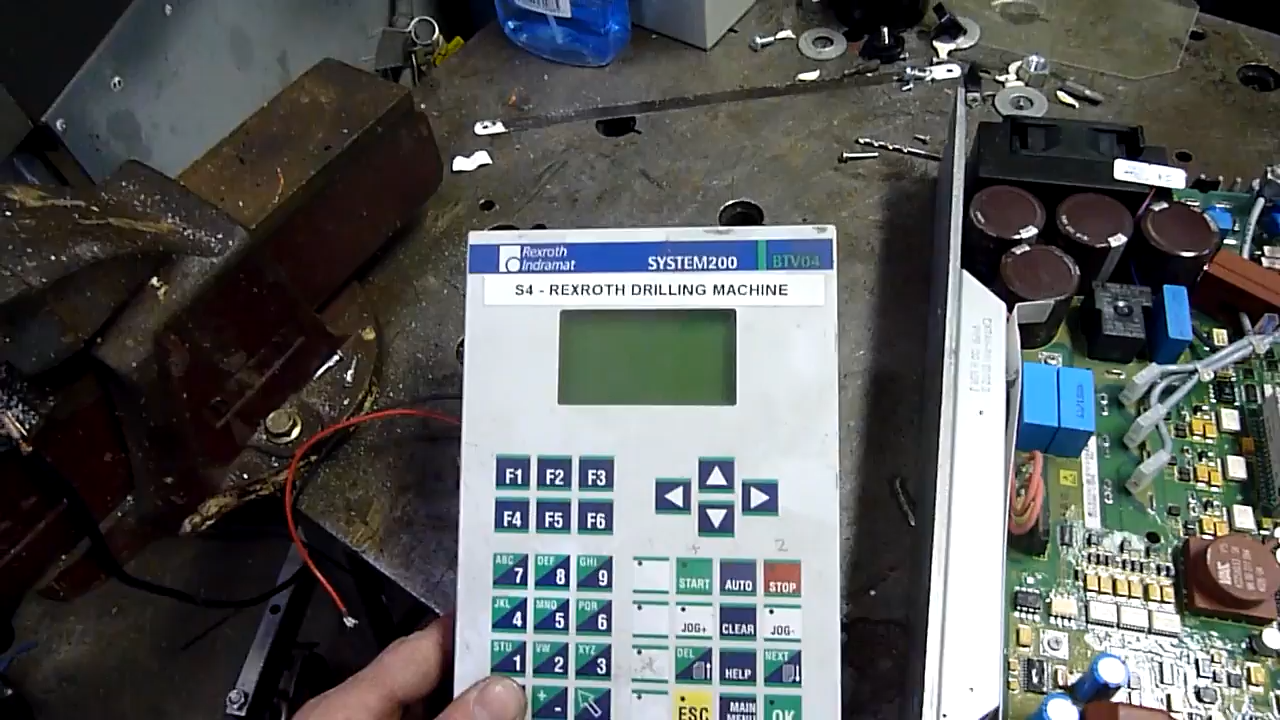 Rexroth
Indramat
SYSTEM200
BTV04
S4 - REXROTH DRILLING MACHINE
F1 F2 F3
F4 F5 F6
ABC DEF GHI
7 8 9
START AUTO STOP
JKL MNO PQR
4 5 6
JOG+ CLEAR JOG-
STU VW XYZ
1 2 3
DEL HELP NEXT
+
-
ESC
MAIN
MENU
OK